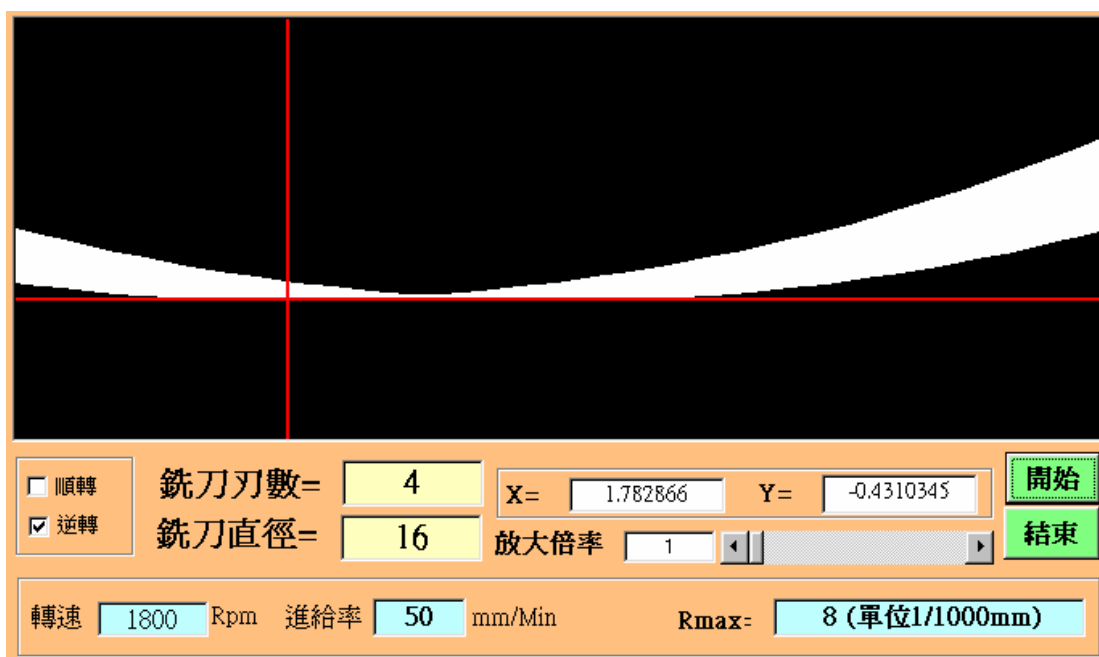 順轉
逆轉
銑刀刃數= 4
銑刀直徑= 16
X= 1.782866 Y= -0.4310345
放大倍率 1
開始
結束
轉速 1800 Rpm 進給率 50 mm/Min Rmax= 8 (單位1/1000mm)